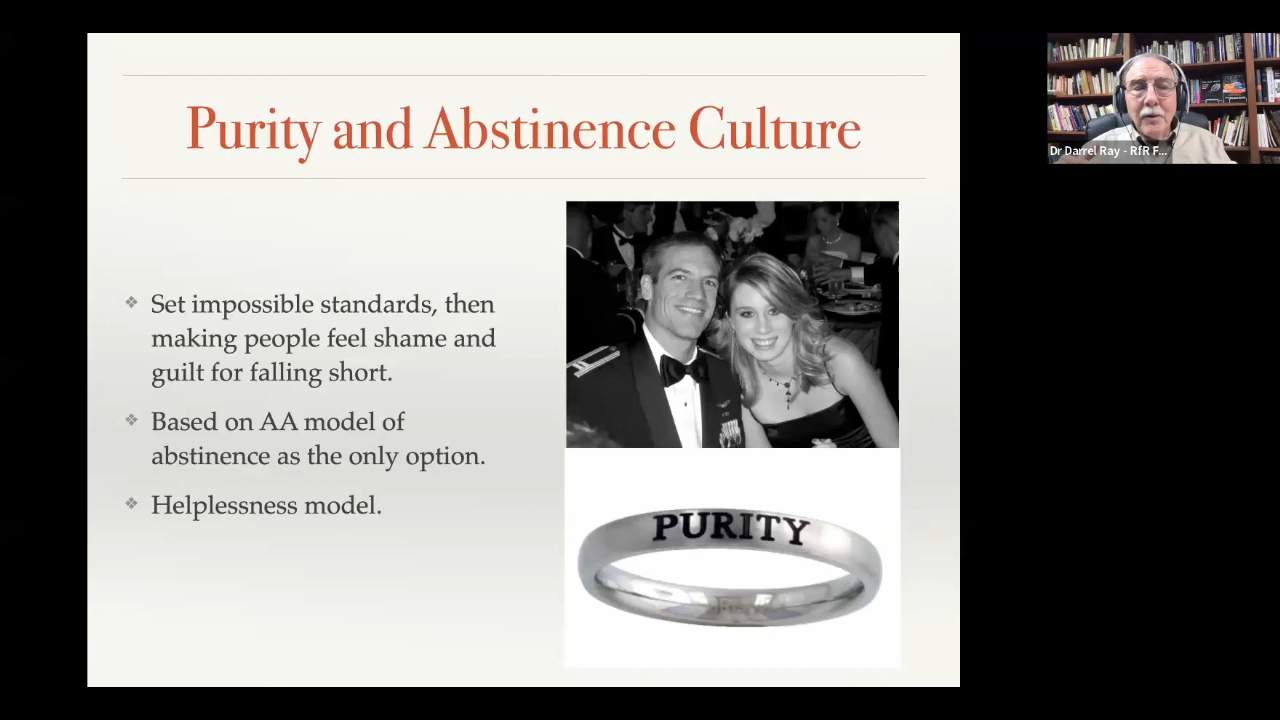 Purity and Abstinence Culture
❖ Set impossible standards, then
making people feel shame and
guilt for falling short.
❖ Based on AA model of
abstinence as the only option.
❖ Helplessness model.
PURITY
Dr Darrel Ray - RfR F...